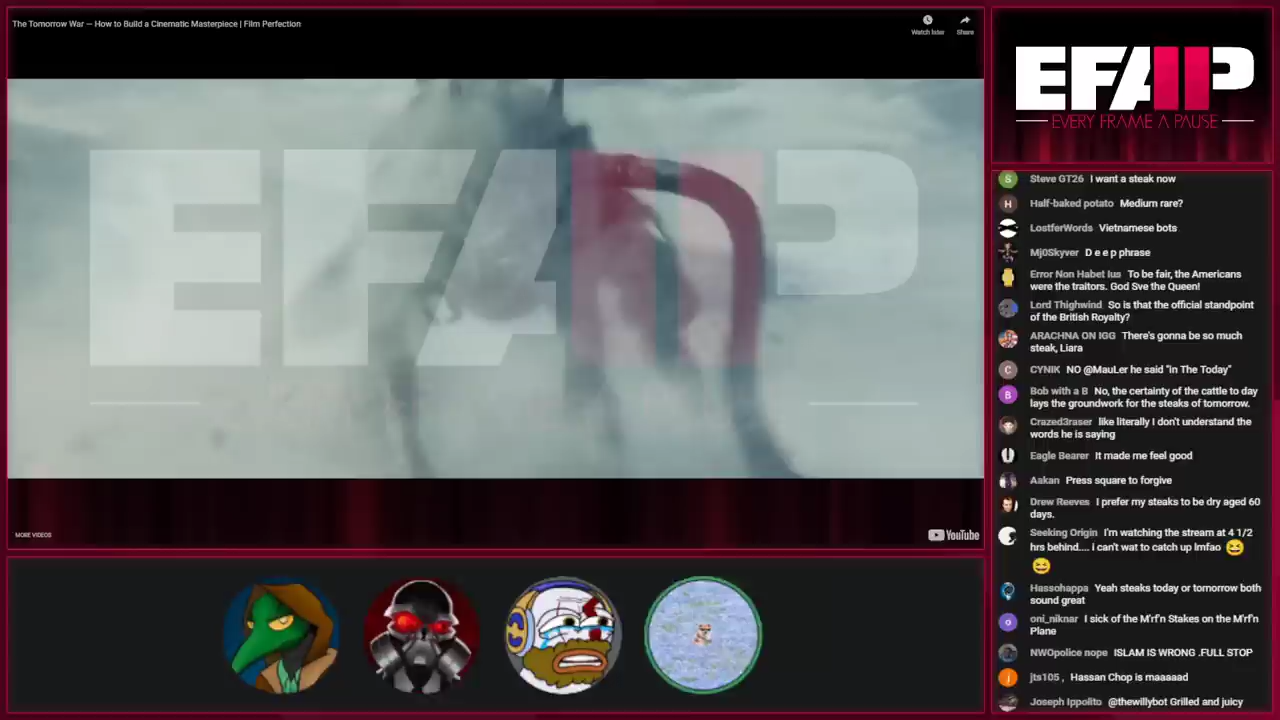 The Tomorrow War — How to Build a Cinematic Masterpiece | Film Perfection
Watch later
Share
EFAP
MORE VIDEOS
YouTube
EFAP
EVERY FRAME A PAUSE
S
Steve GT26 I want a steak now
H
Half-baked potato Medium rare?
LostferWords Vietnamese bots
Mj0Skyver D e e p phrase
Error Non Habet Ius To be fair, the Americans
were the traitors. God Sve the Queen!
Lord Thighwind So is that the official standpoint
of the British Royalty?
ARACHNA ON IGG There's gonna be so much
steak, Liara
C
CYNIK NO @MauLer he said "in The Today"
B
Bob with a B No, the certainty of the cattle to day
lays the groundwork for the steaks of tomorrow.
Crazed3raser like literally I don't understand the
words he is saying
Eagle Bearer It made me feel good
Aakan Press square to forgive
Drew Reeves I prefer my steaks to be dry aged 60
days.
Seeking Origin I'm watching the stream at 4 1/2
hrs behind.... i can't wat to catch up lmfao 😆
😆
Hassohappa Yeah steaks today or tomorrow both
sound great
o
oni_niknar I sick of the M'rf'n Stakes on the M'rf'n
Plane
NWOpolice nope ISLAM IS WRONG .FULL STOP
j
jts105 , Hassan Chop is maaaaad
Joseph Ippolito @thewillybot Grilled and juicy